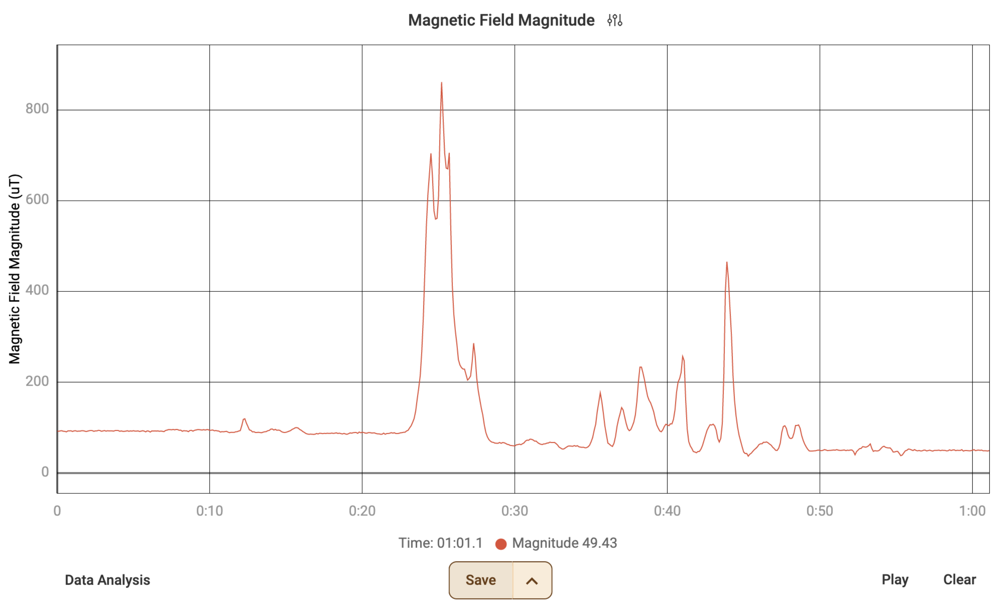 Magnetic Field Magnitude
Magnetic Field Magnitude (uT)
800
600
400
200
0
0 0:10 0:20 0:30 0:40 0:50 1:00
Time: 01:01.1 Magnitude 49.43
Data Analysis Save Play Clear